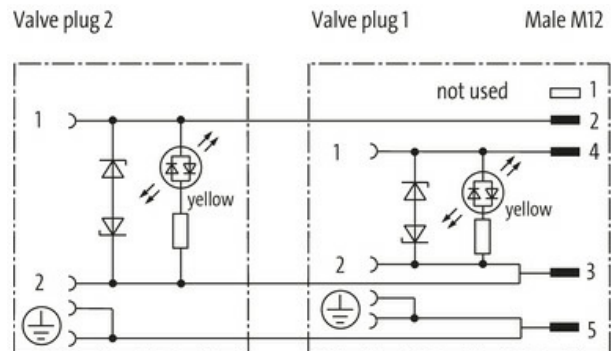 Valve plug 2 Valve plug 1 Male M12
not used 1
1 2
1 4
yellow
yellow
2
2 3
5